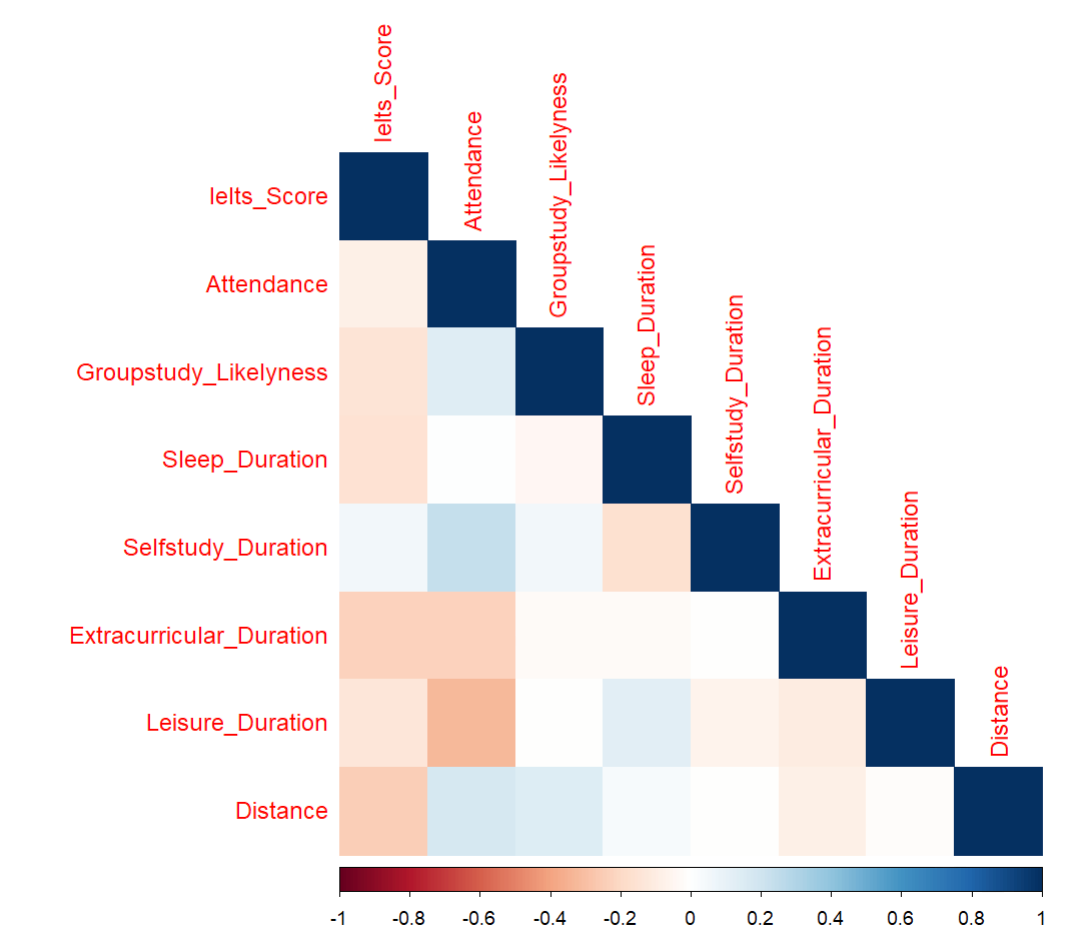 Ielts_Score
Attendance
Groupstudy_Likelyness
Sleep_Duration
Selfstudy_Duration
Extracurricular_Duration
Leisure_Duration
Distance
Ielts_Score
Attendance
Groupstudy_Likelyness
Sleep_Duration
Selfstudy_Duration
Extracurricular_Duration
Leisure_Duration
Distance
-1 -0.8 -0.6 -0.4 -0.2 0 0.2 0.4 0.6 0.8 1